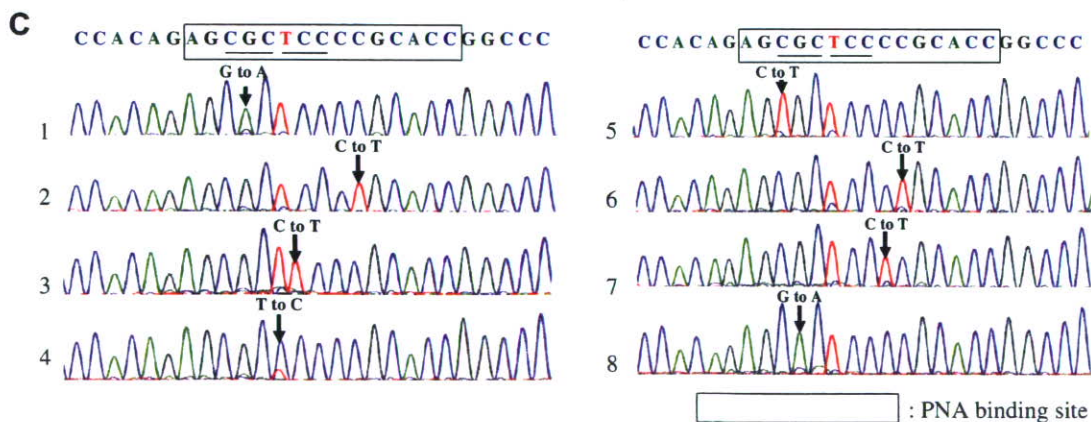 C
CCACAGAGCGCTCCCCGCACCGGCCC
G to A
1
C to T
2
C to T
3
T to C
4
CCACAGAGCGCTCCCCGCACCGGCCC
C to T
5
C to T
6
C to T
7
G to A
8
: PNA binding site